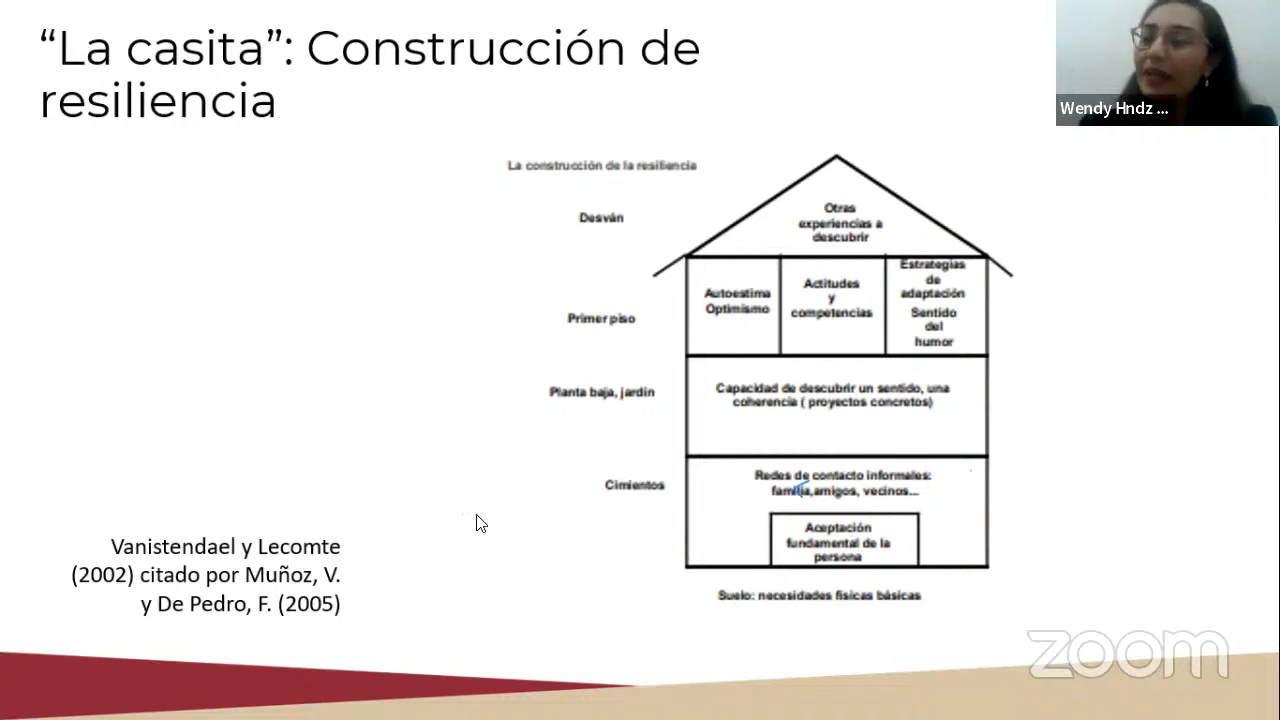 “La casita”: Construcción de
resiliencia
Wendy Hndz ...
La construcción de la resiliencia
Desván
Otras
experiencias a
descubrir
Primer piso
Autoestima
Optimismo
Actitudes
y
competencias
Estrategias
de
adaptación
Sentido
del
humor
Planta baja, jardín
Capacidad de descubrir un sentido, una
coherencia ( proyectos concretos)
Cimientos
Redes de contacto informales:
familia,amigos, vecinos...
Aceptación
fundamental de la
persona
Suelo: necesidades físicas básicas
Vanistendael y Lecomte
(2002) citado por Muñoz, V.
y De Pedro, F. (2005)
zoom